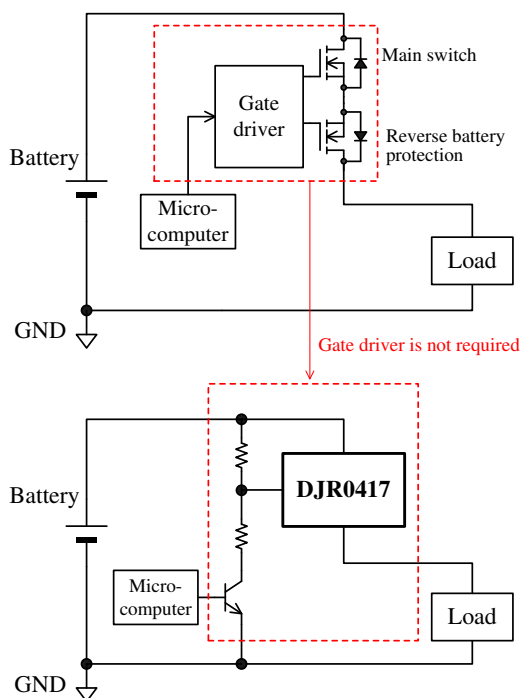 Main switch
Gate
driver
Reverse battery
protection
Battery
Micro-
computer
Load
GND
Gate driver is not required
DJR0417
Battery
Micro-
computer
Load
GND